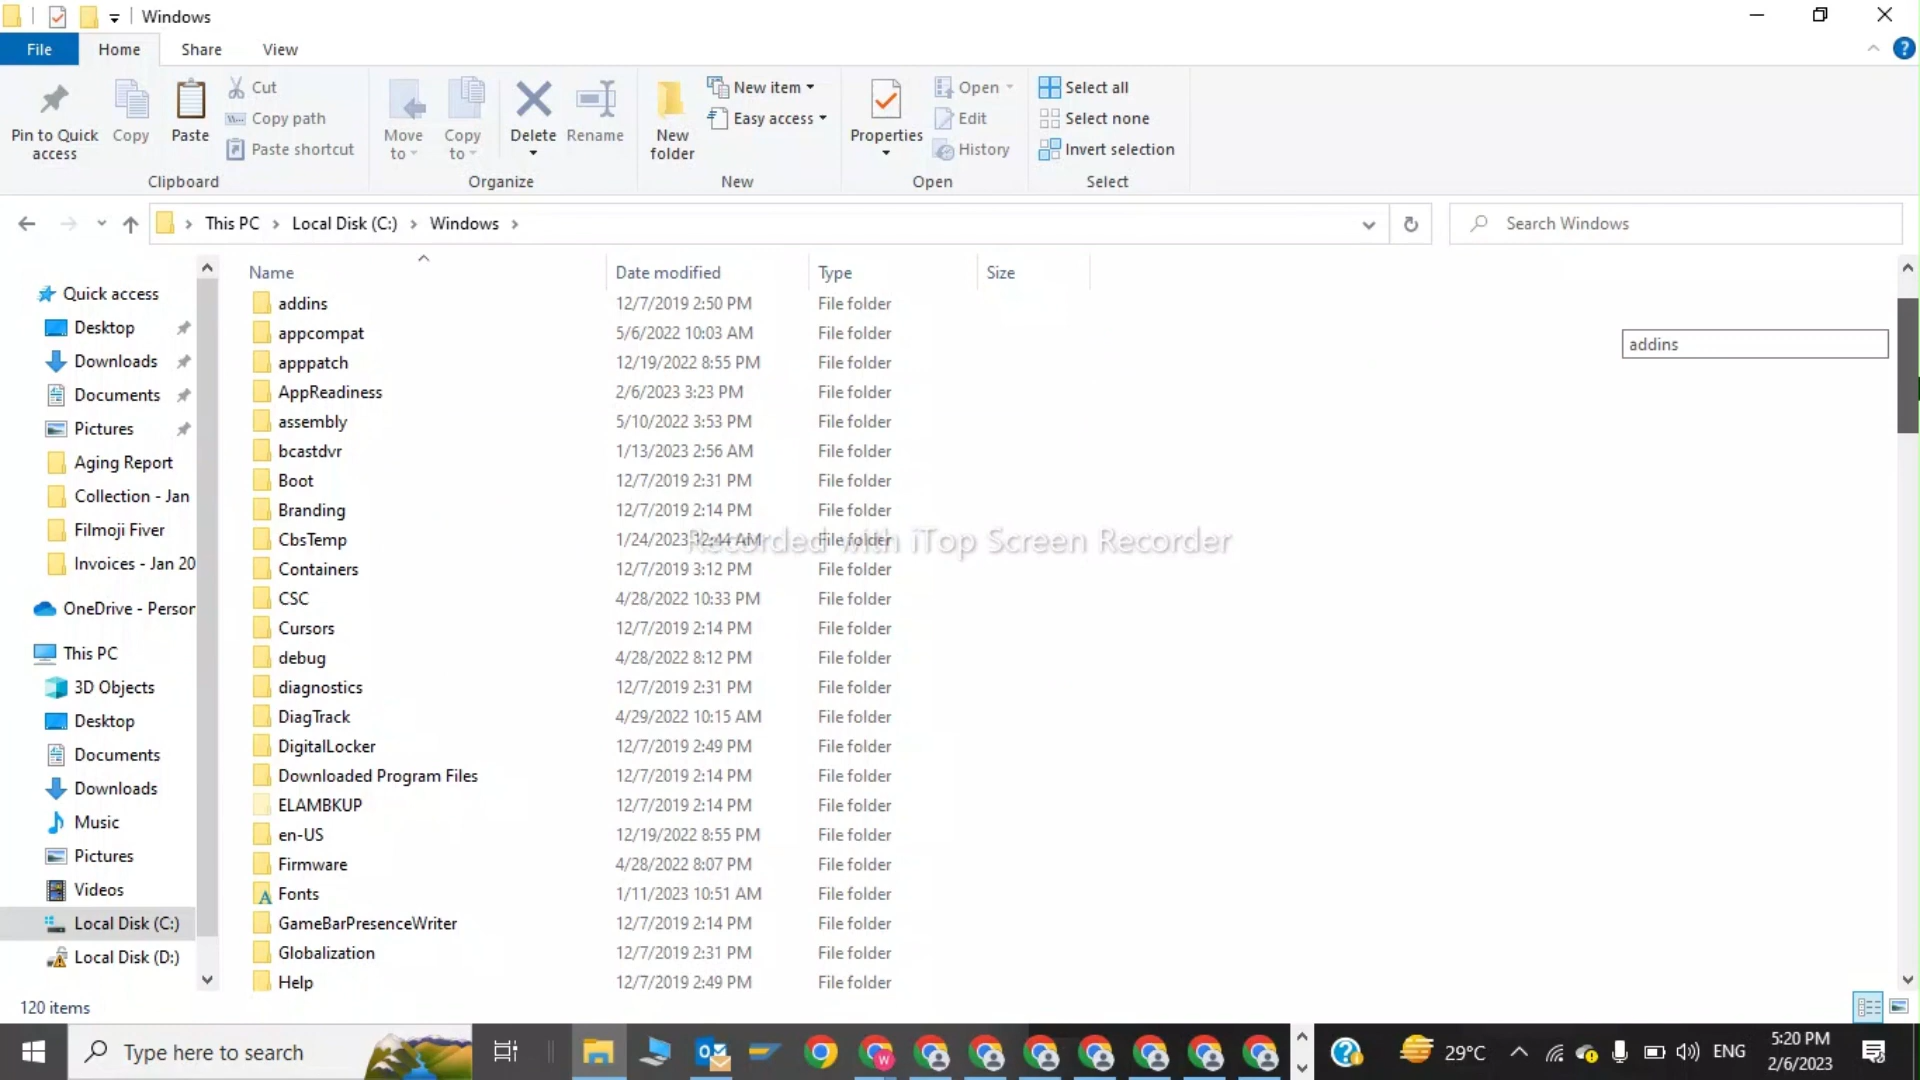 Windows
File Home Share View
Pin to Quick access
Copy
Paste
Cut
Copy path
Paste shortcut
Clipboard
Move to
Copy to
Delete
Rename
Organize
New folder
New item
Easy access
New
Properties
Open
Edit
History
Open
Select all
Select none
Invert selection
Select
This PC > Local Disk (C:) > Windows >
Search Windows
Quick access
Desktop
Downloads
Documents
Pictures
Aging Report
Collection - Jan
Filmoji Fiver
Invoices - Jan 20
OneDrive - Person
This PC
3D Objects
Desktop
Documents
Downloads
Music
Pictures
Videos
Local Disk (C:)
Local Disk (D:)
Name Date modified Type Size
addins 12/7/2019 2:50 PM File folder
appcompat 5/6/2022 10:03 AM File folder
apppatch 12/19/2022 8:55 PM File folder
AppReadiness 2/6/2023 3:23 PM File folder
assembly 5/10/2022 3:53 PM File folder
bcastdvr 1/13/2023 2:56 AM File folder
Boot 12/7/2019 2:31 PM File folder
Branding 12/7/2019 2:14 PM File folder
CbsTemp 1/24/2023 12:44 AM File folder
Containers 12/7/2019 3:12 PM File folder
CSC 4/28/2022 10:33 PM File folder
Cursors 12/7/2019 2:14 PM File folder
debug 4/28/2022 8:12 PM File folder
diagnostics 12/7/2019 2:31 PM File folder
DiagTrack 4/29/2022 10:15 AM File folder
DigitalLocker 12/7/2019 2:49 PM File folder
Downloaded Program Files 12/7/2019 2:14 PM File folder
ELAMBKUP 12/7/2019 2:14 PM File folder
en-US 12/19/2022 8:55 PM File folder
Firmware 4/28/2022 8:07 PM File folder
Fonts 1/11/2023 10:51 AM File folder
GameBarPresenceWriter 12/7/2019 2:14 PM File folder
Globalization 12/7/2019 2:31 PM File folder
Help 12/7/2019 2:49 PM File folder
addins
Recorded with iTop Screen Recorder
120 items
Type here to search
29°C
ENG
5:20 PM
2/6/2023